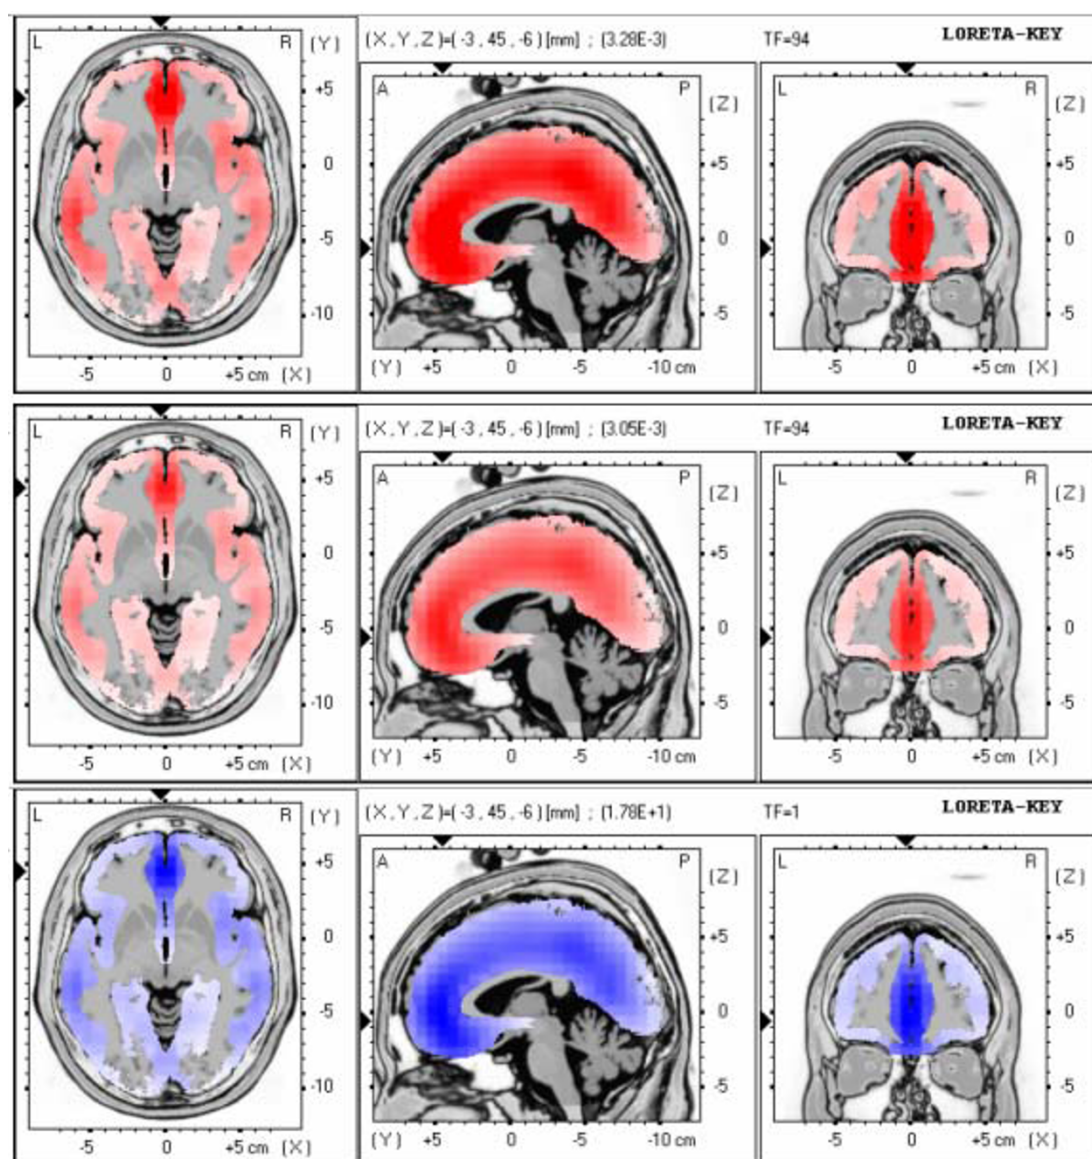 (X,Y,Z)=(-3,45,-6)[mm] ; (3.28E-3) TF=94 LORETA-KEY
L R (Y) A P (Z) L R (Z)
+5 +5 +5
0 0 0
-5 -5 -5
-10
-5 0 +5 cm (X) (Y) +5 0 -5 -10 cm -5 0 +5 cm (X)
(X,Y,Z)=(-3,45,-6)[mm] ; (3.05E-3) TF=94 LORETA-KEY
L R (Y) A P (Z) L R (Z)
+5 +5 +5
0 0 0
-5 -5 -5
-10
-5 0 +5 cm (X) (Y) +5 0 -5 -10 cm -5 0 +5 cm (X)
(X,Y,Z)=(-3,45,-6)[mm] ; (1.78E+1) TF=1 LORETA-KEY
L R (Y) A P (Z) L R (Z)
+5 +5 +5
0 0 0
-5 -5 -5
-10
-5 0 +5 cm (X) (Y) +5 0 -5 -10 cm -5 0 +5 cm (X)